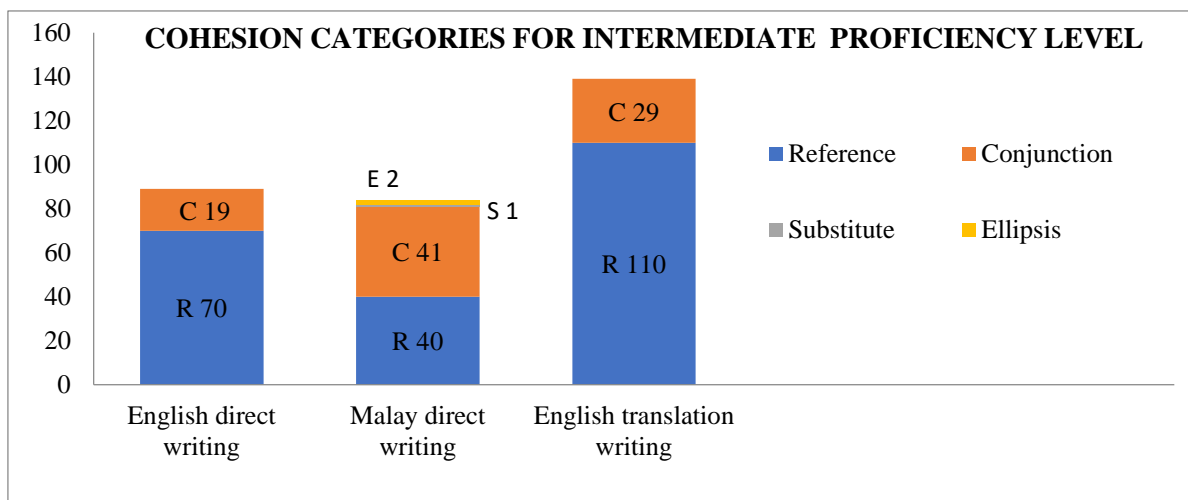 COHESION CATEGORIES FOR INTERMEDIATE PROFICIENCY LEVEL
160
140
120
100
80
60
40
20
0
C 19
R 70
E 2
S 1
C 41
R 40
C 29
R 110
Reference
Conjunction
Substitute
Ellipsis
English direct
writing
Malay direct
writing
English translation
writing